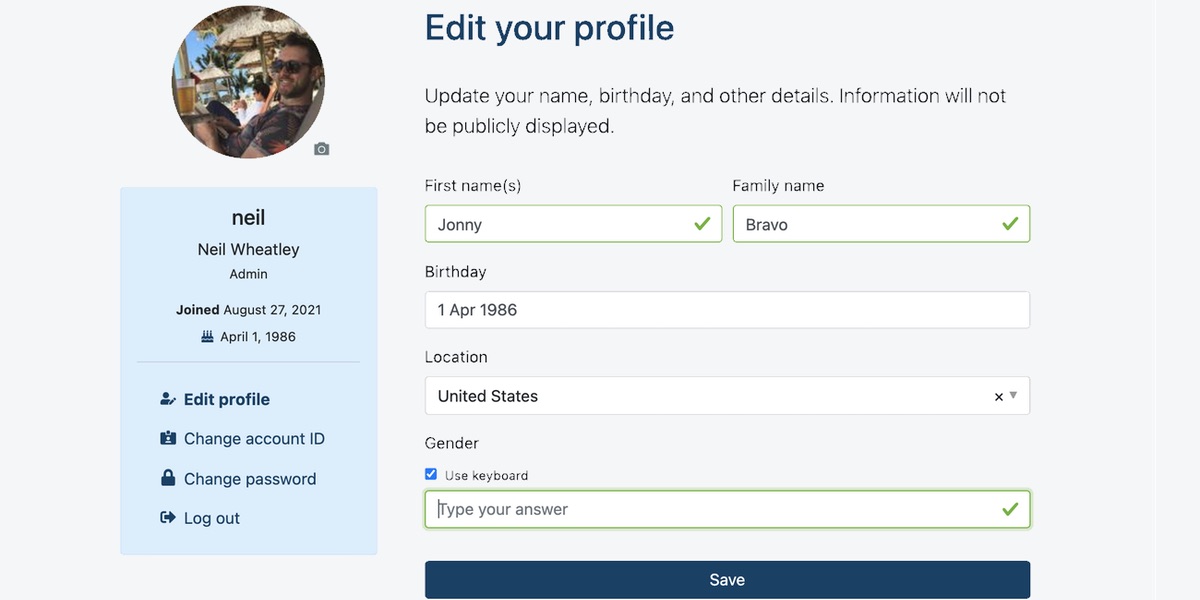 Edit your profile
Update your name, birthday, and other details. Information will not
be publicly displayed.
First name(s)
Family name
Jonny
Bravo
Birthday
1 Apr 1986
Location
United States
Gender
Use keyboard
Type your answer
Save
neil
Neil Wheatley
Admin
Joined August 27, 2021
April 1, 1986
Edit profile
Change account ID
Change password
Log out